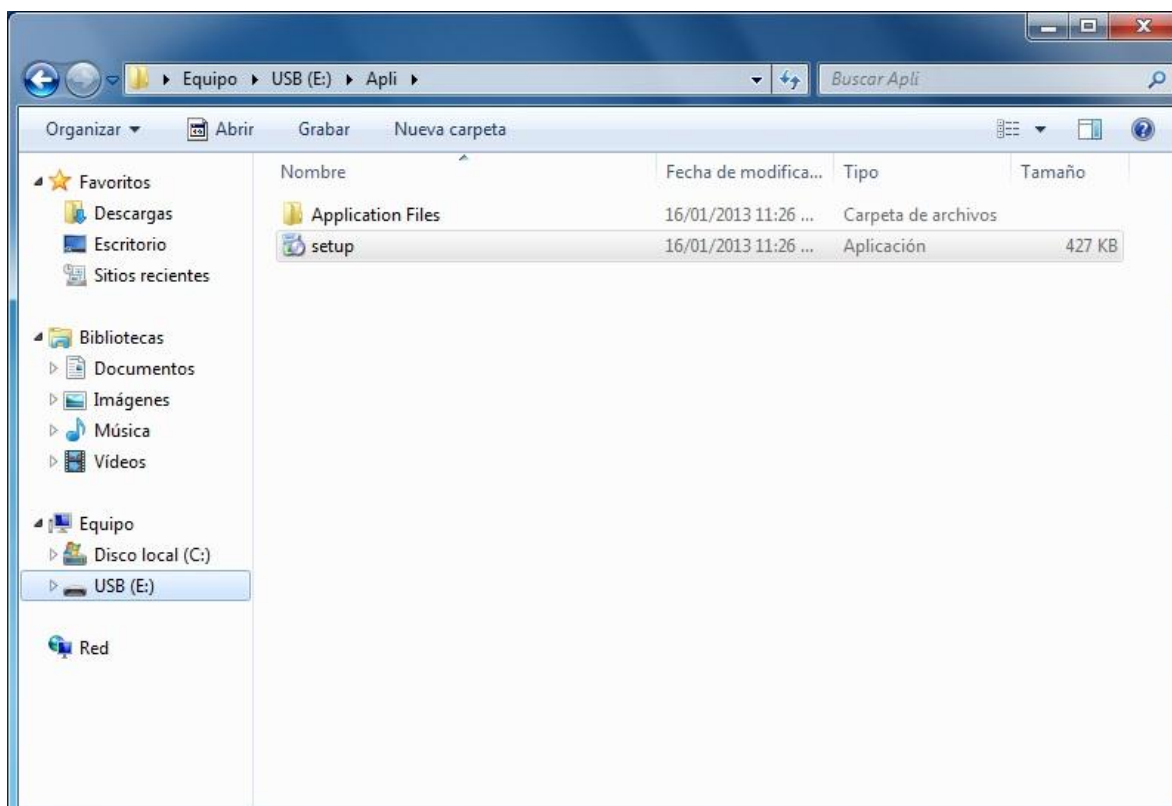 Equipo USB (E:) Apli Buscar Apli
Organizar Abrir Grabar Nueva carpeta
Nombre Fecha de modifica... Tipo Tamaño
Application Files 16/01/2013 11:26 ... Carpeta de archivos
setup 16/01/2013 11:26 ... Aplicación 427 KB
Favoritos
Descargas
Escritorio
Sitios recientes
Bibliotecas
Documentos
Imágenes
Música
Vídeos
Equipo
Disco local (C:)
USB (E:)
Red